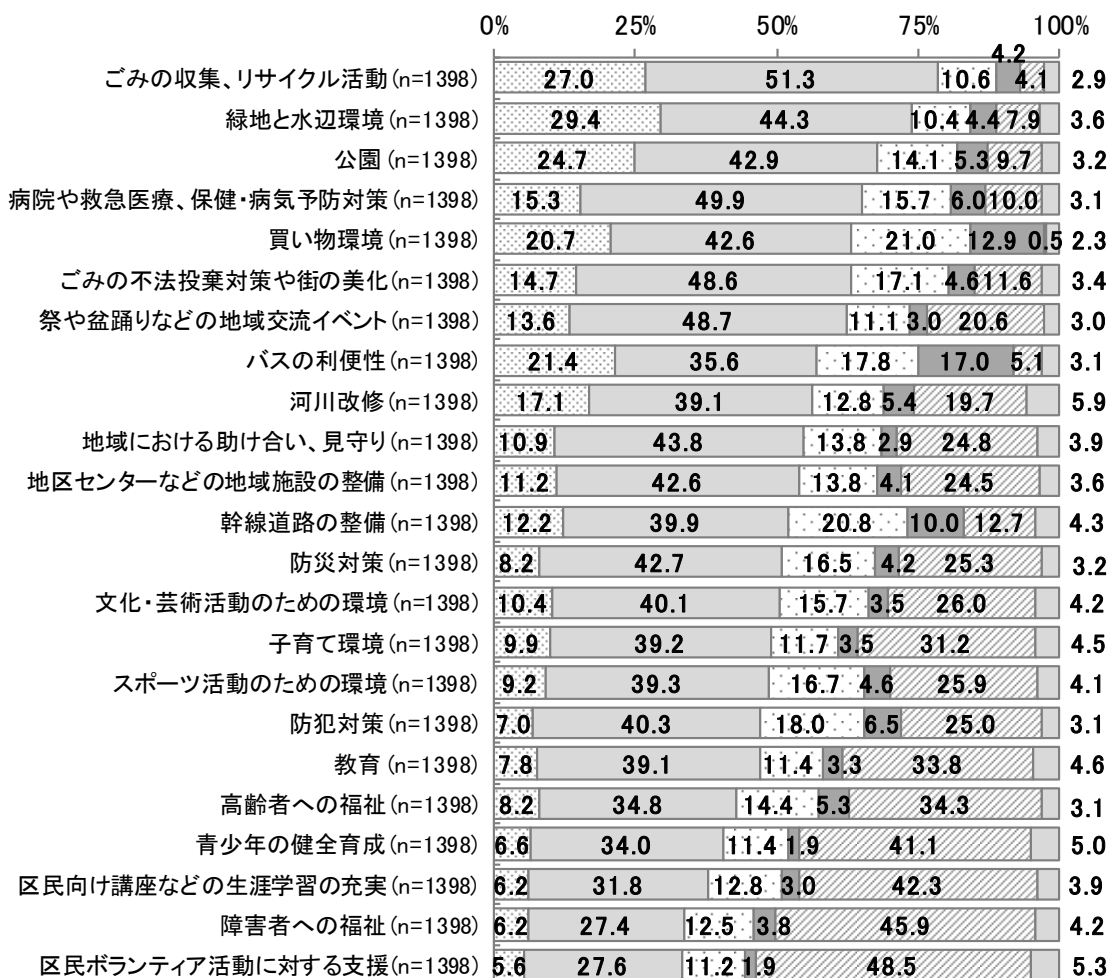 0% 25% 50% 75% 100%
4.2
ごみの収集、リサイクル活動(n=1398) 27.0 51.3 10.6 4.1 2.9
緑地と水辺環境(n=1398) 29.4 44.3 10.4 4.4 7.9 3.6
公園(n=1398) 24.7 42.9 14.1 5.3 9.7 3.2
病院や救急医療、保健・病気予防対策(n=1398) 15.3 49.9 15.7 6.0 10.0 3.1
買い物環境(n=1398) 20.7 42.6 21.0 12.9 0.5 2.3
ごみの不法投棄対策や街の美化(n=1398) 14.7 48.6 17.1 4.6 11.6 3.4
祭や盆踊りなどの地域交流イベント(n=1398) 13.6 48.7 11.1 3.0 20.6 3.0
バスの利便性(n=1398) 21.4 35.6 17.8 17.0 5.1 3.1
河川改修(n=1398) 17.1 39.1 12.8 5.4 19.7 5.9
地域における助け合い、見守り(n=1398) 10.9 43.8 13.8 2.9 24.8 3.9
地区センターなどの地域施設の整備(n=1398) 11.2 42.6 13.8 4.1 24.5 3.6
幹線道路の整備(n=1398) 12.2 39.9 20.8 10.0 12.7 4.3
防災対策(n=1398) 8.2 42.7 16.5 4.2 25.3 3.2
文化・芸術活動のための環境(n=1398) 10.4 40.1 15.7 3.5 26.0 4.2
子育て環境(n=1398) 9.9 39.2 11.7 3.5 31.2 4.5
スポーツ活動のための環境(n=1398) 9.2 39.3 16.7 4.6 25.9 4.1
防犯対策(n=1398) 7.0 40.3 18.0 6.5 25.0 3.1
教育(n=1398) 7.8 39.1 11.4 3.3 33.8 4.6
高齢者への福祉(n=1398) 8.2 34.8 14.4 5.3 34.3 3.1
青少年の健全育成(n=1398) 6.6 34.0 11.4 1.9 41.1 5.0
区民向け講座などの生涯学習の充実(n=1398) 6.2 31.8 12.8 3.0 42.3 3.9
障害者への福祉(n=1398) 6.2 27.4 12.5 3.8 45.9 4.2
区民ボランティア活動に対する支援(n=1398) 5.6 27.6 11.2 1.9 48.5 5.3